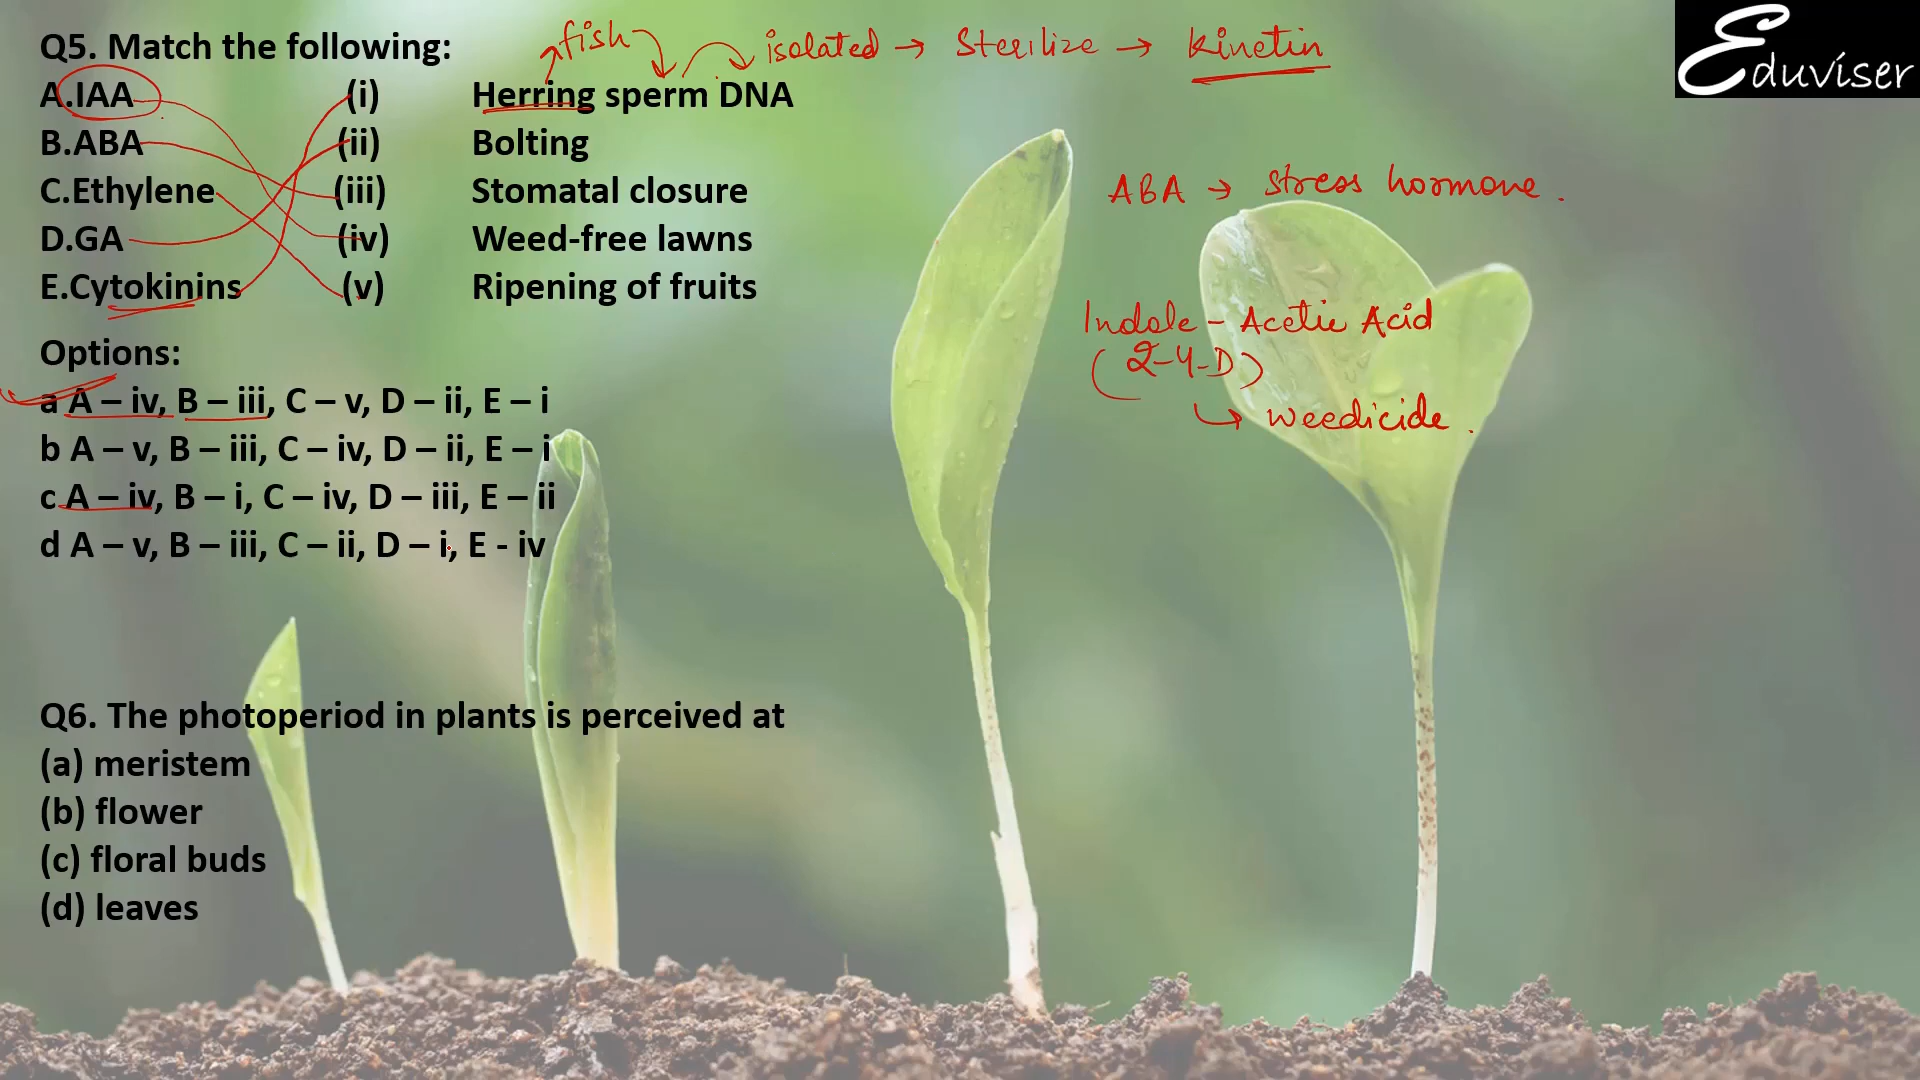 Q5. Match the following:
fish isolated → Sterilize → Kinetin
Eduviser
A.IAA (i) Herring sperm DNA
B.ABA (ii) Bolting
C.Ethylene (iii) Stomatal closure
ABA → stress hormone.
D.GA (iv) Weed-free lawns
E.Cytokinins (v) Ripening of fruits
Indole - Acetic Acid
(2-4-D)
↳ weedicide.
Options:
a A – iv, B – iii, C – v, D – ii, E – i
b A – v, B – iii, C – iv, D – ii, E – i
c A – iv, B – i, C – iv, D – iii, E – ii
d A – v, B – iii, C – ii, D – i, E - iv
Q6. The photoperiod in plants is perceived at
(a) meristem
(b) flower
(c) floral buds
(d) leaves